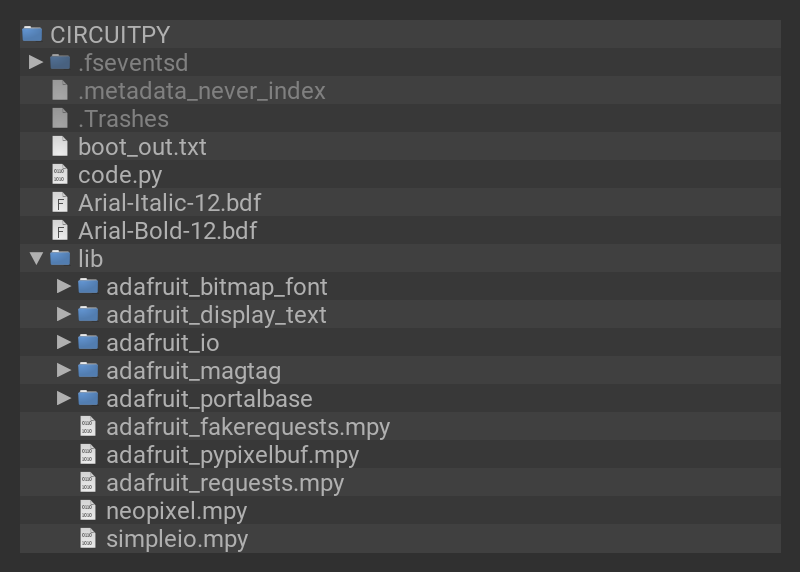 CIRCUITPY
.fseventsd
.metadata_never_index
.Trashes
boot_out.txt
code.py
Arial-Italic-12.bdf
Arial-Bold-12.bdf
lib
adafruit_bitmap_font
adafruit_display_text
adafruit_io
adafruit_magtag
adafruit_portalbase
adafruit_fakerequests.mpy
adafruit_pypixelbuf.mpy
adafruit_requests.mpy
neopixel.mpy
simpleio.mpy